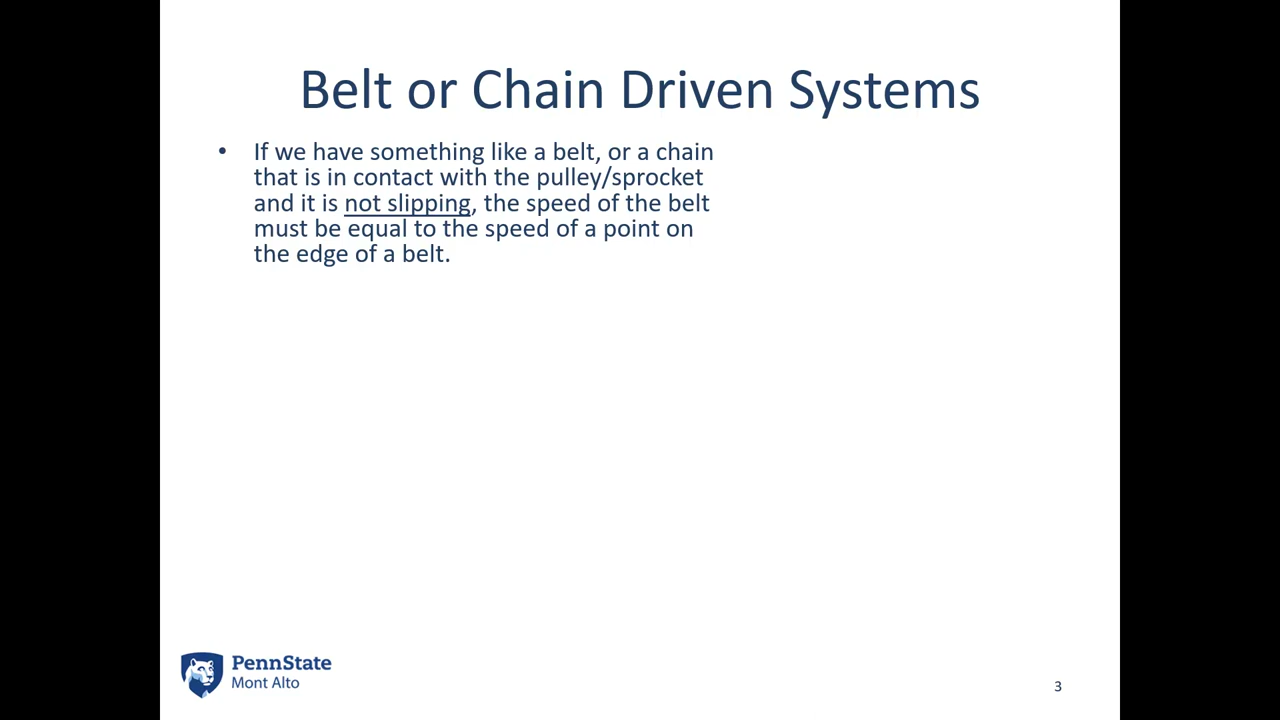 Belt or Chain Driven Systems
• If we have something like a belt, or a chain
that is in contact with the pulley/sprocket
and it is not slipping, the speed of the belt
must be equal to the speed of a point on
the edge of a belt.
PennState
Mont Alto
3